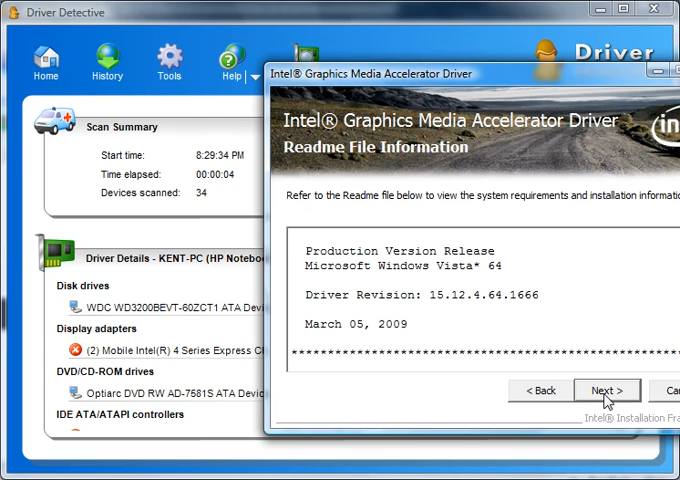 Driver Detective
Home
History
Tools
Help
Driver
Scan Summary
Start time: 8:29:34 PM
Time elapsed: 00:00:04
Devices scanned: 34
Driver Details - KENT-PC (HP Notebo
Disk drives
WDC WD3200BEVT-60ZCT1 ATA Devi
Display adapters
(2) Mobile Intel(R) 4 Series Express C
DVD/CD-ROM drives
Optiarc DVD RW AD-7581S ATA Devic
IDE ATA/ATAPI controllers
Intel® Graphics Media Accelerator Driver
Intel® Graphics Media Accelerator Driver
in
Readme File Information
Refer to the Readme file below to view the system requirements and installation informatio
Production Version Release
Microsoft Windows Vista* 64
Driver Revision: 15.12.4.64.1666
March 05, 2009
*******************************************************
< Back
Next >
Ca
Intel® Installation Fra